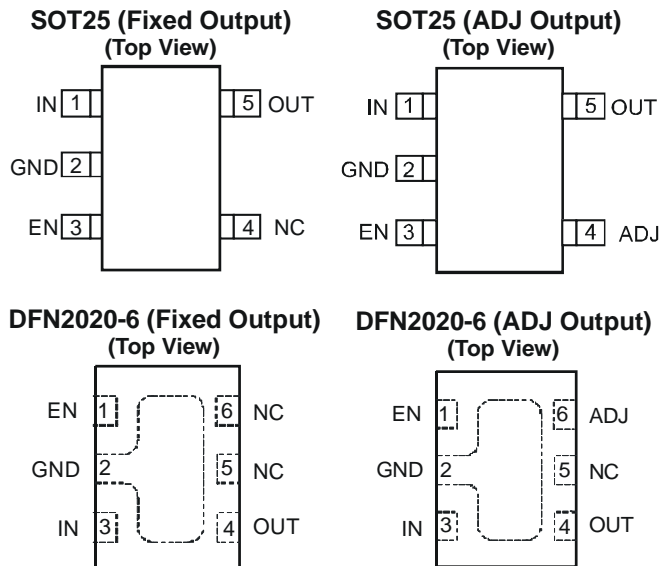 SOT25 (Fixed Output)
(Top View)
IN 1
5 OUT
GND 2
EN 3
4 NC
SOT25 (ADJ Output)
(Top View)
IN 1
5 OUT
GND 2
EN 3
4 ADJ
DFN2020-6 (Fixed Output)
(Top View)
EN 1
6 NC
GND 2
5 NC
IN 3
4 OUT
DFN2020-6 (ADJ Output)
(Top View)
EN 1
6 ADJ
GND 2
5 NC
IN 3
4 OUT